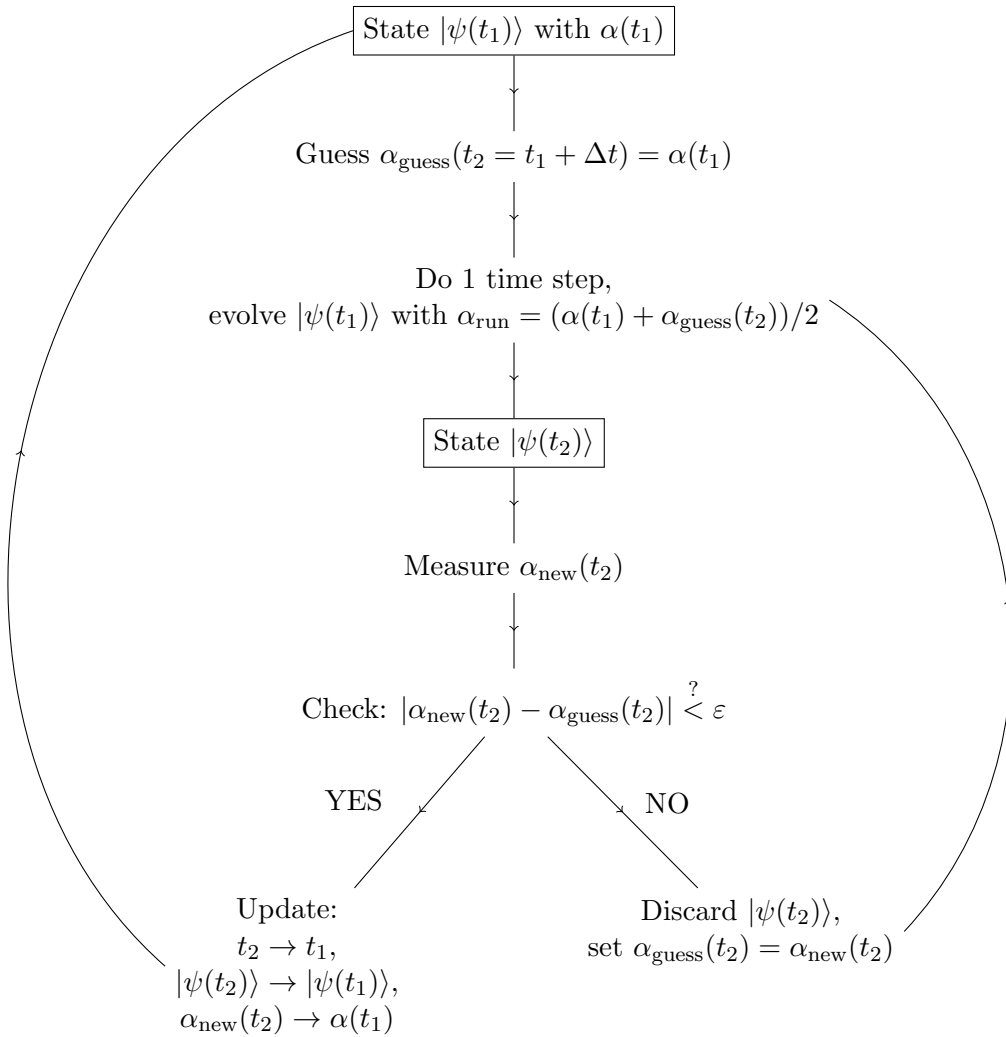 State |ψ(t₁)⟩ with α(t₁)
Guess α_guess(t₂ = t₁ + Δt) = α(t₁)
Do 1 time step,
evolve |ψ(t₁)⟩ with α_run = (α(t₁) + α_guess(t₂))/2
State |ψ(t₂)⟩
Measure α_new(t₂)
Check: |α_new(t₂) − α_guess(t₂)| <^? ε
YES
NO
Update:
t₂ → t₁,
|ψ(t₂)⟩ → |ψ(t₁)⟩,
α_new(t₂) → α(t₁)
Discard |ψ(t₂)⟩,
set α_guess(t₂) = α_new(t₂)